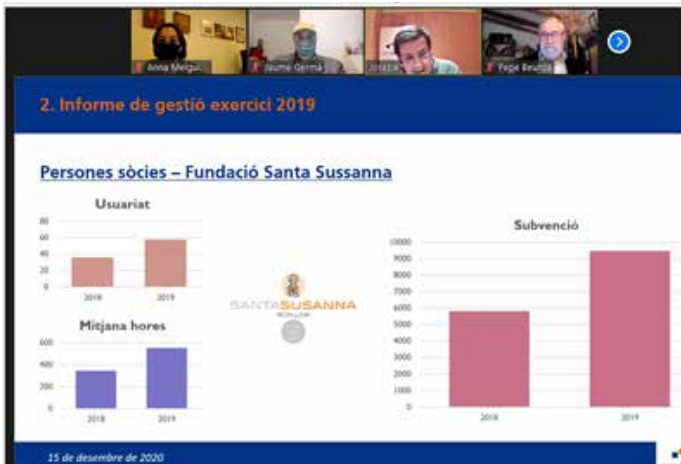 Anna Melgui...
Jaume Germà
Pepe Beunza
2. Informe de gestió exercici 2019
Persones sòcies – Fundació Santa Sussanna
Usuariat
80
60
40
20
0
2018 2019
Mitjana hores
600
400
200
0
2018 2019
SANTASUSANNA
Subvenció
10000
9000
8000
7000
6000
5000
4000
3000
2000
1000
0
2018 2019
15 de desembre de 2020